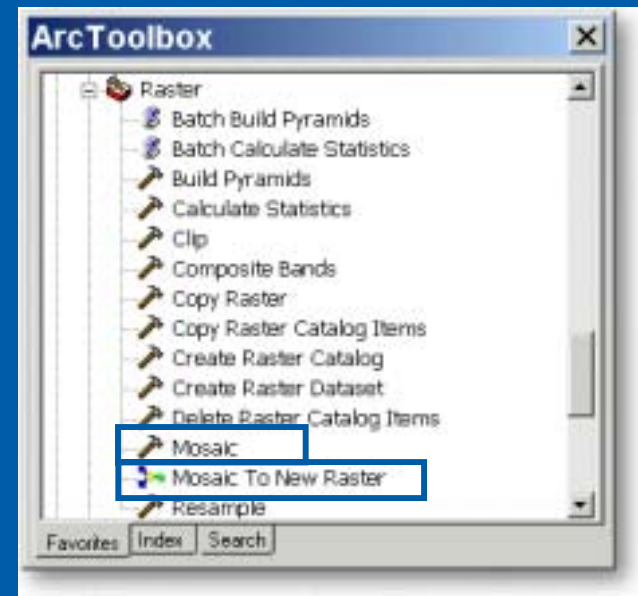 ArcToolbox
Raster
Batch Build Pyramids
Batch Calculate Statistics
Build Pyramids
Calculate Statistics
Clip
Composite Bands
Copy Raster
Copy Raster Catalog Items
Create Raster Catalog
Create Raster Dataset
Delete Raster Catalog Items
Mosaic
Mosaic To New Raster
Resample
Favorites Index Search